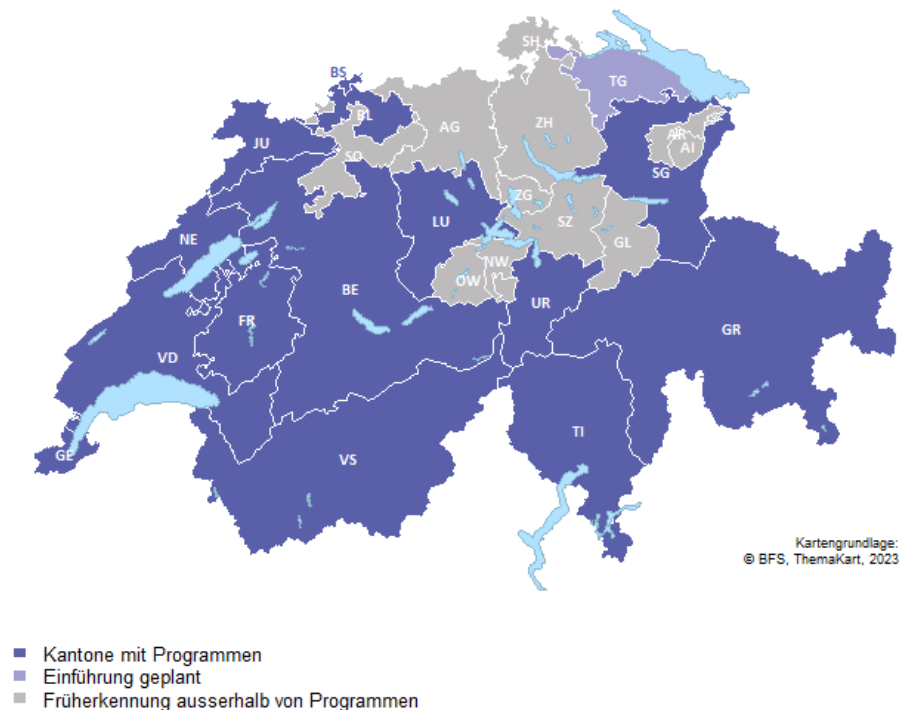 SH
BS
TG
BL
AG
ZH
JU
SO
AR
AI
SG
ZG
LU
SZ
NE
GL
NW
OW
BE
UR
FR
GR
VD
TI
GE
VS
Kartengrundlage:
© BFS, ThemaKart, 2023
Kantone mit Programmen
Einführung geplant
Früherkennung ausserhalb von Programmen